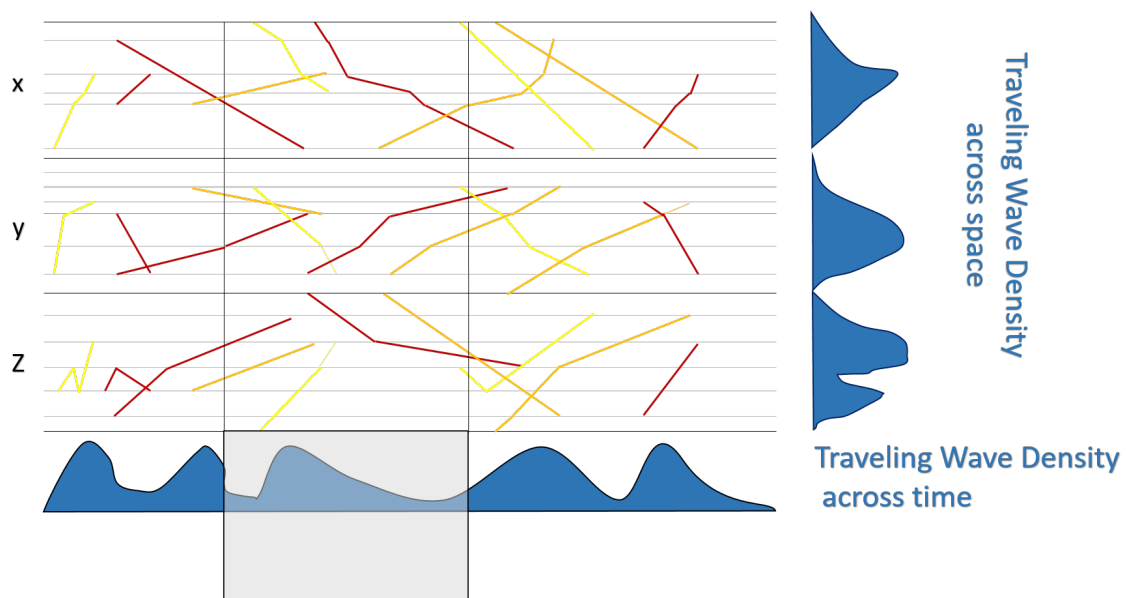 x
y
Z
Traveling Wave Density
across space
Traveling Wave Density
across time